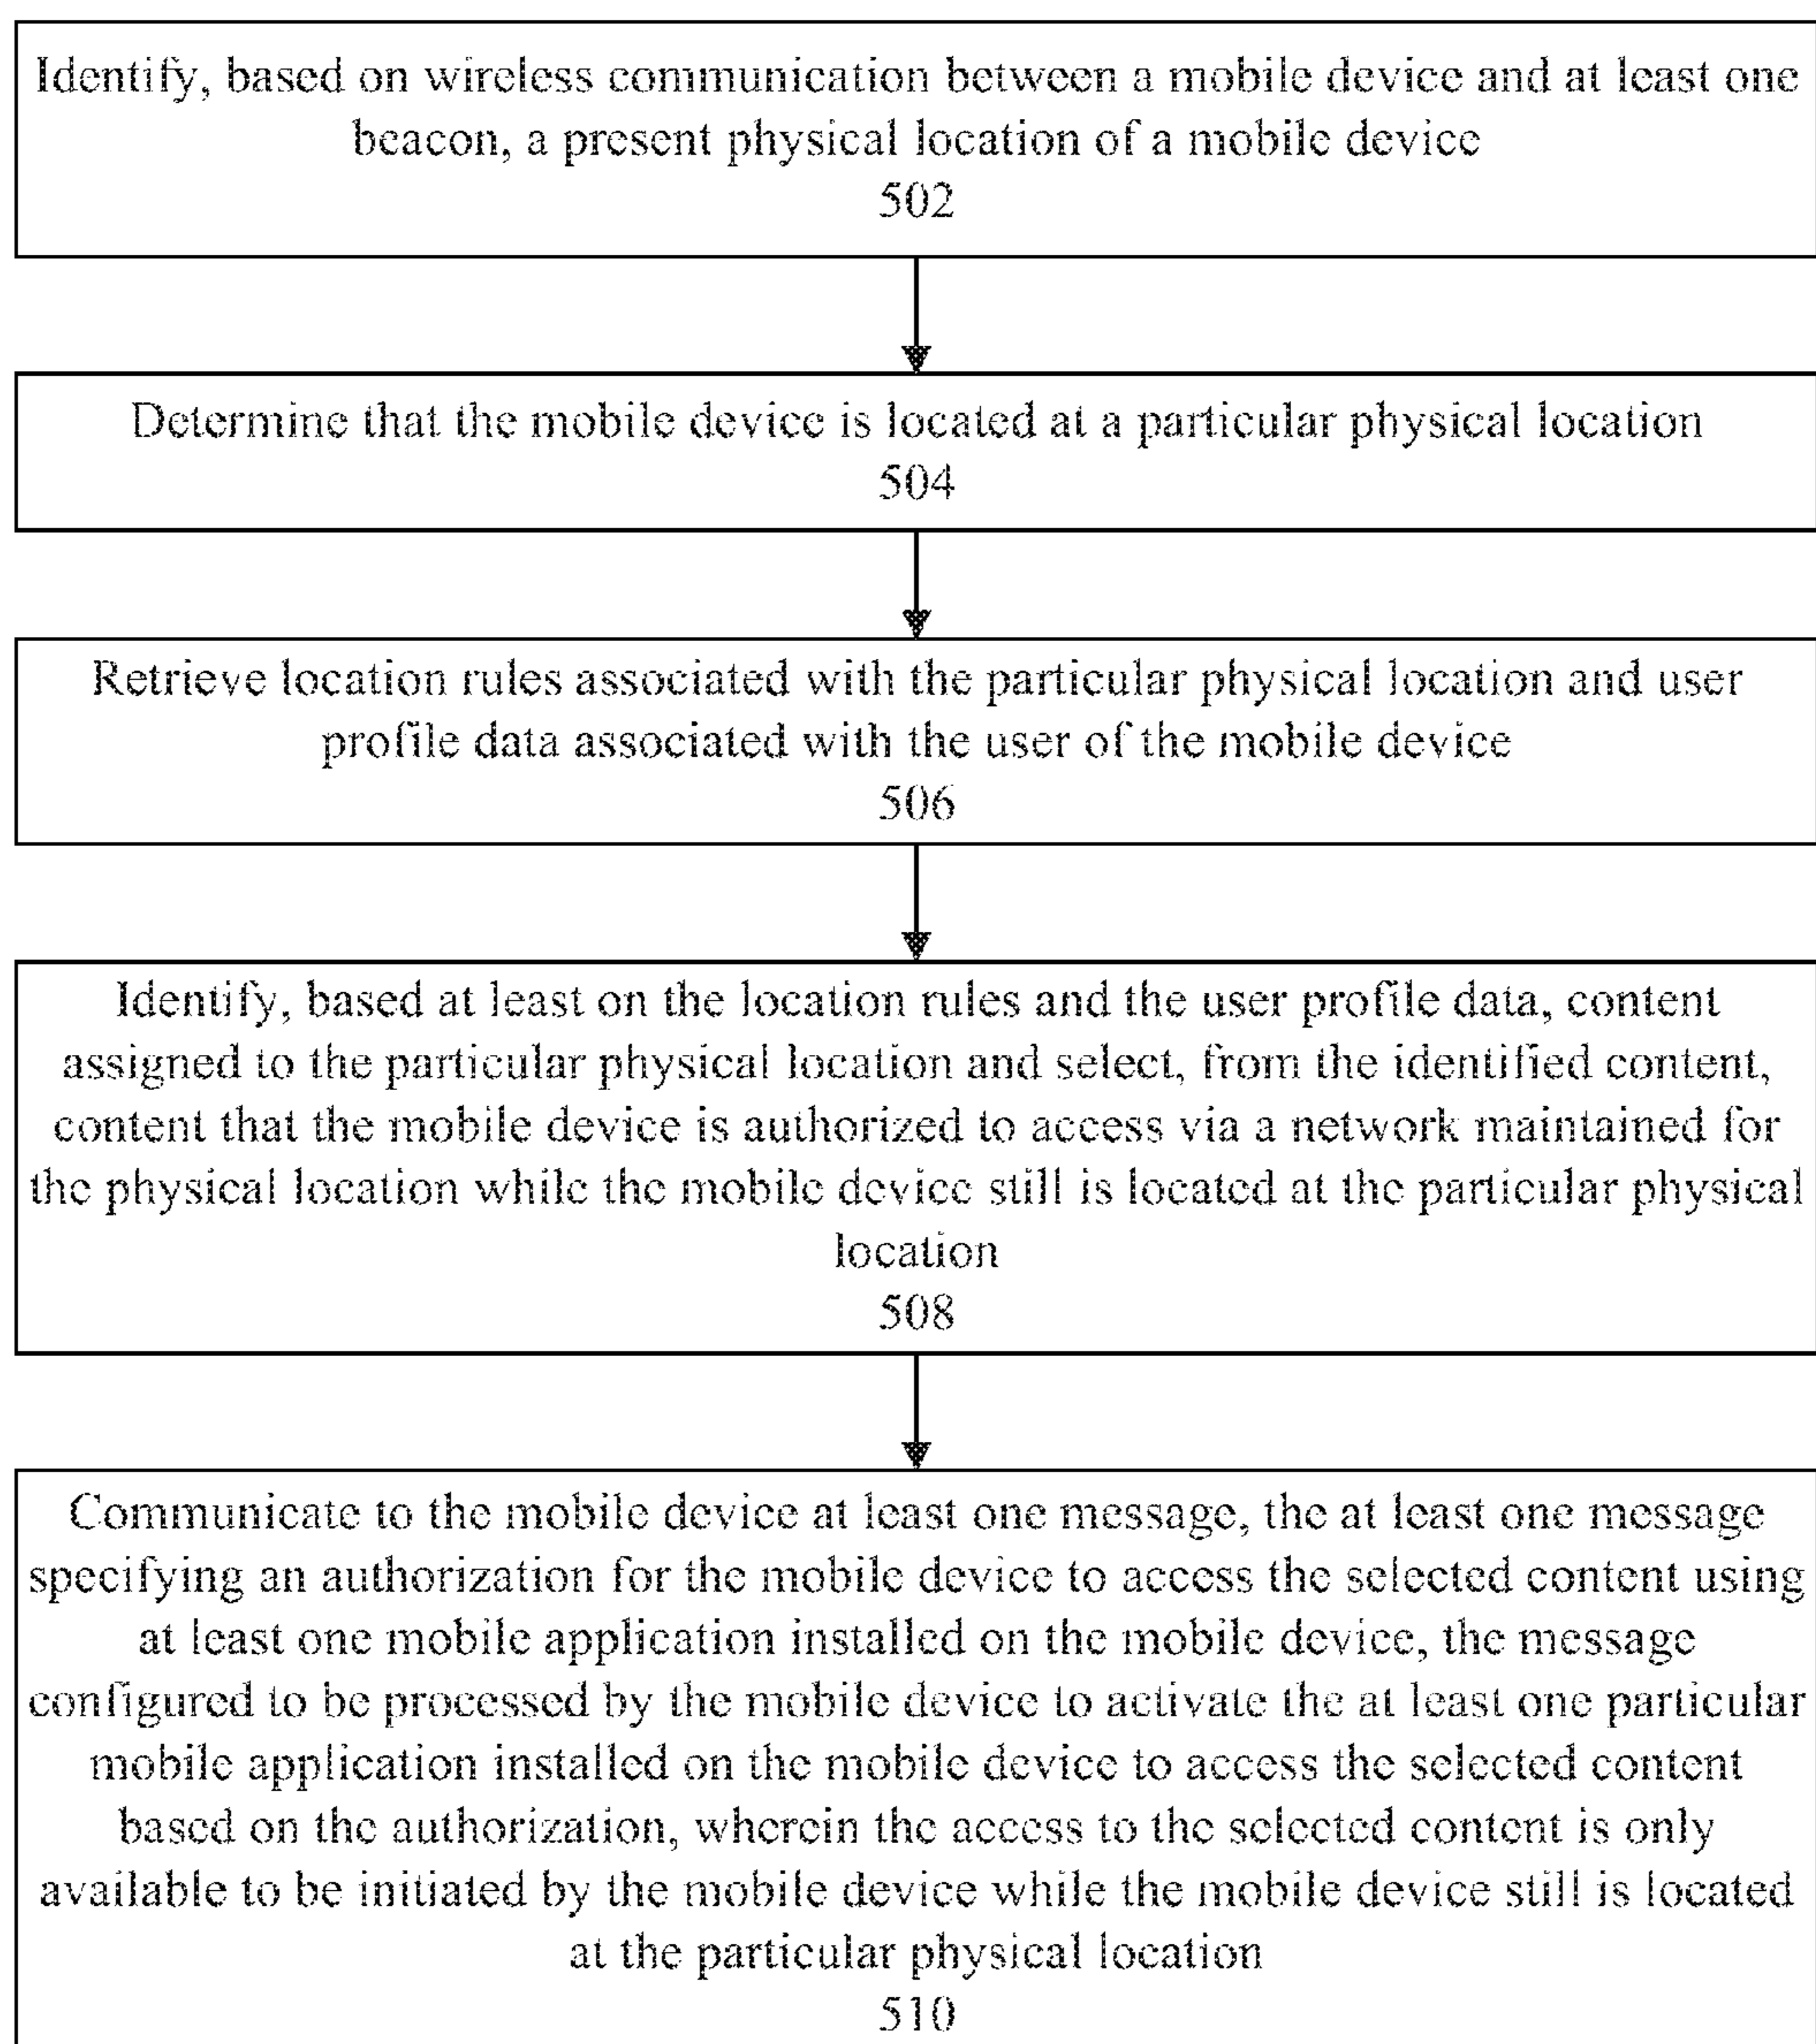 Identify, based on wireless communication between a mobile device and at least one
beacon, a present physical location of a mobile device
502
Determine that the mobile device is located at a particular physical location
504
Retrieve location rules associated with the particular physical location and user
profile data associated with the user of the mobile device
506
Identify, based at least on the location rules and the user profile data, content
assigned to the particular physical location and select, from the identified content,
content that the mobile device is authorized to access via a network maintained for
the physical location while the mobile device still is located at the particular physical
location
508
Communicate to the mobile device at least one message, the at least one message
specifying an authorization for the mobile device to access the selected content using
at least one mobile application installed on the mobile device, the message
configured to be processed by the mobile device to activate the at least one particular
mobile application installed on the mobile device to access the selected content
based on the authorization, wherein the access to the selected content is only
available to be initiated by the mobile device while the mobile device still is located
at the particular physical location
510